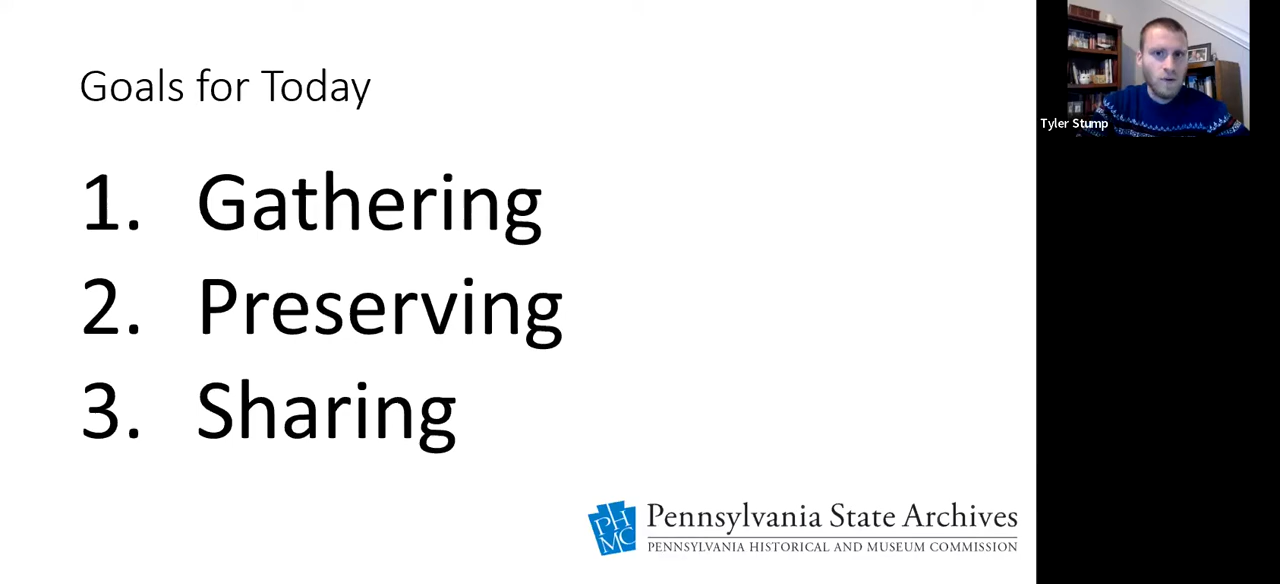 Goals for Today
1. Gathering
2. Preserving
3. Sharing
PHMC
Pennsylvania State Archives
PENNSYLVANIA HISTORICAL AND MUSEUM COMMISSION
Tyler Stump